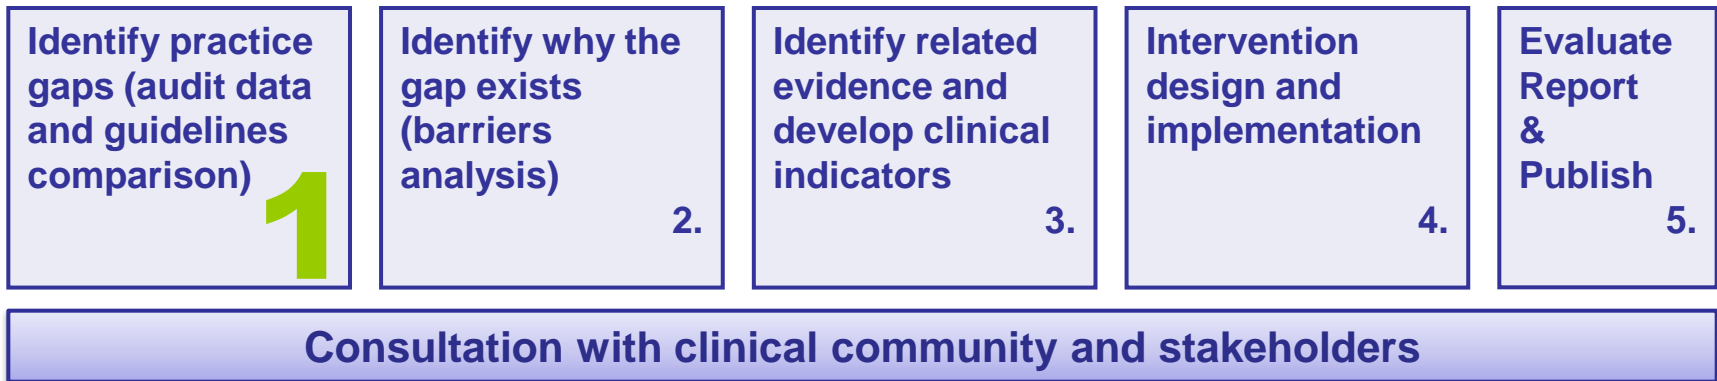 Identify practice
gaps (audit data
and guidelines
comparison)
1
Identify why the
gap exists
(barriers
analysis)
2.
Identify related
evidence and
develop clinical
indicators
3.
Intervention
design and
implementation
4.
Evaluate
Report
&
Publish
5.
Consultation with clinical community and stakeholders